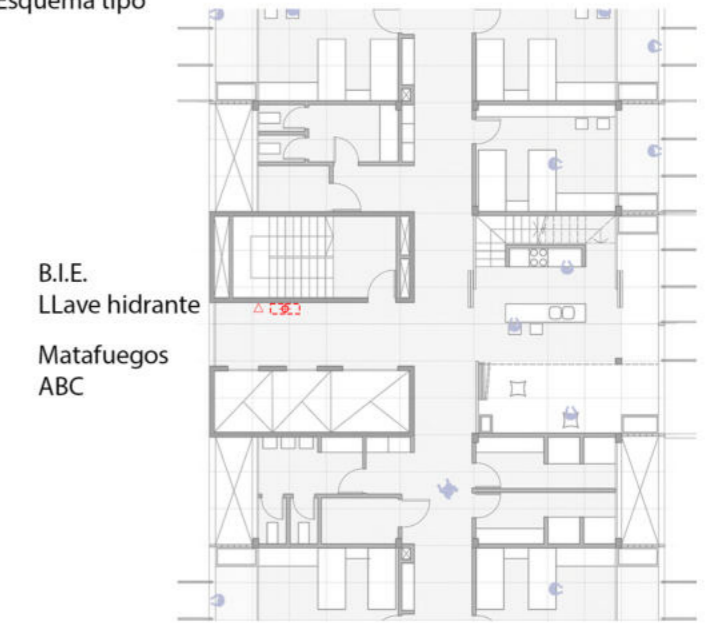 Esquema tipo
B.I.E.
LLave hidrante
Matafuegos
ABC